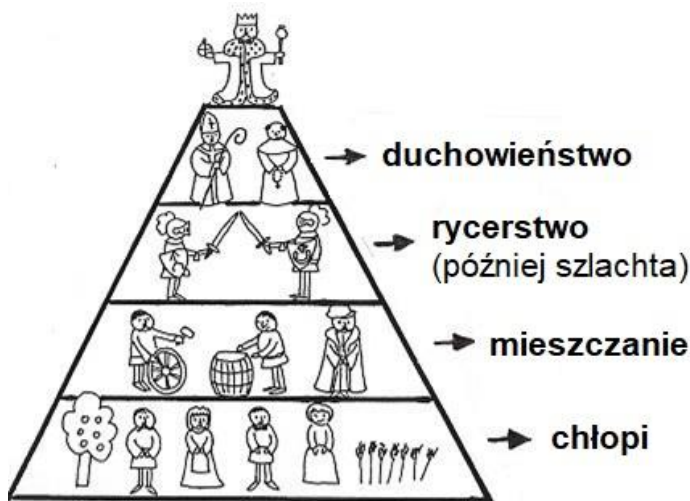 duchowieństwo
rycerstwo
(później szlachta)
mieszczanie
chłopi